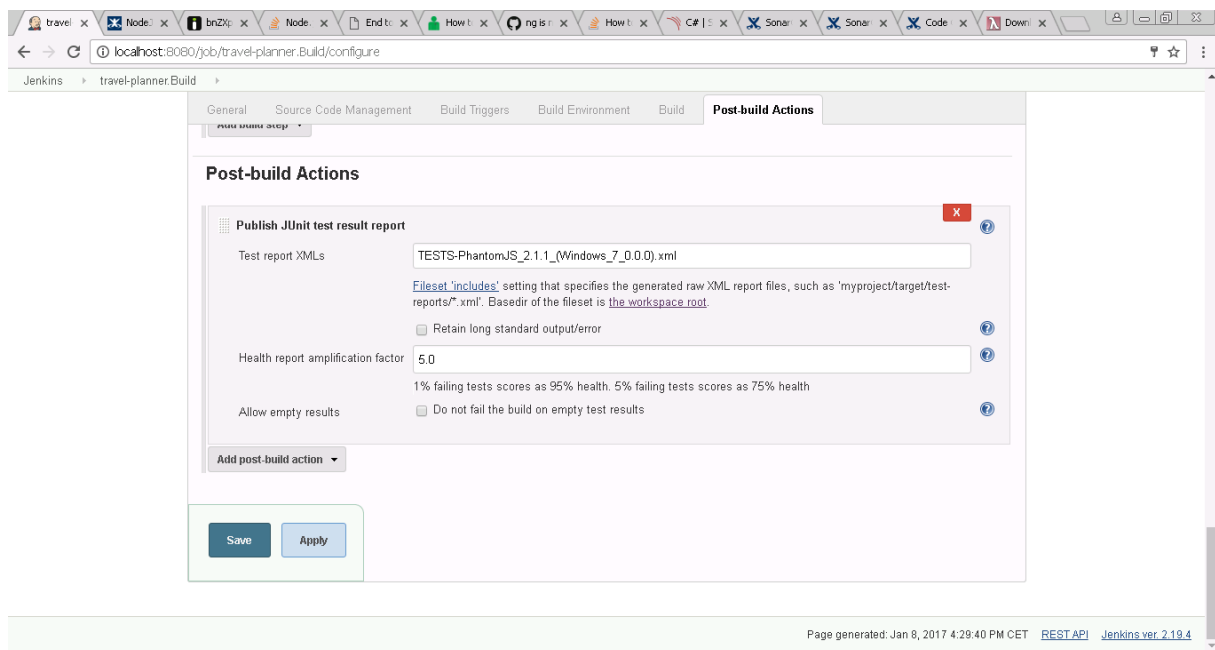 travel-
Node.
bnZXp
Node.
End to
How t
ng is n
How t
C# | S
Sonar
Sonar
Code
Downl
localhost:8080/job/travel-planner.Build/configure
Jenkins travel-planner.Build
General Source Code Management Build Triggers Build Environment Build Post-build Actions
Add build step
Post-build Actions
X
Publish JUnit test result report
Test report XMLs TESTS-PhantomJS_2.1.1_(Windows_7_0.0.0).xml
Fileset 'includes' setting that specifies the generated raw XML report files, such as 'myproject/target/test-
reports/*.xml'. Basedir of the fileset is the workspace root.
Retain long standard output/error
Health report amplification factor 5.0
1% failing tests scores as 95% health. 5% failing tests scores as 75% health
Allow empty results Do not fail the build on empty test results
Add post-build action
Save Apply
Page generated: Jan 8, 2017 4:29:40 PM CET REST API Jenkins ver. 2.19.4